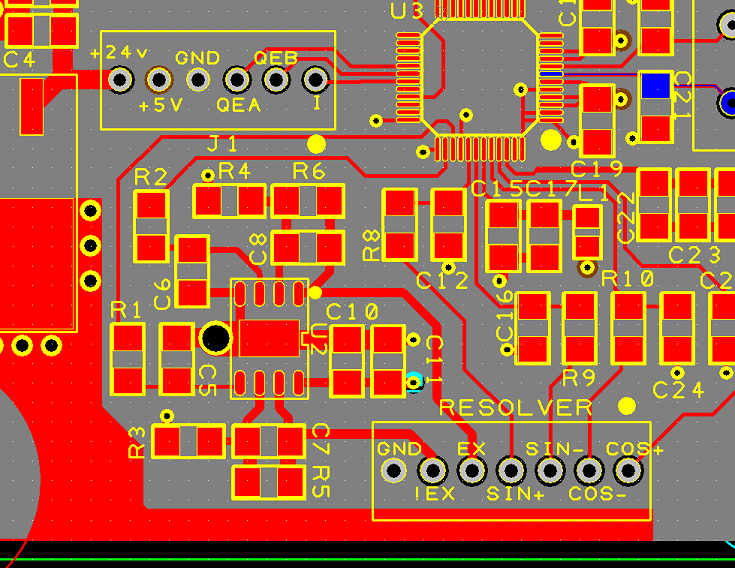 U3
C1
C4
+24v
GND
QEB
+5V
QEA
I
C21
J1
C19
R2
R4
R6
C15
C17
L1
C22
R8
C8
C12
C23
C6
R10
C2
R1
C10
U2
C16
C11
R9
C5
C24
RESOLVER
R3
C7
GND
EX
SIN-
COS+
R5
!EX
SIN+
COS-